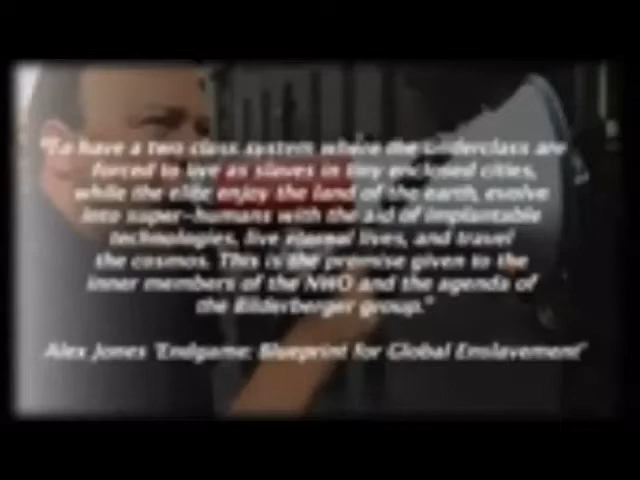 "To have a two class system where the underclass are
forced to live as slaves in tiny enclosed cities,
while the elite enjoy the land of the earth, evolve
into super-humans with the aid of implantable
technologies, live eternal lives, and travel
the cosmos. This is the promise given to the
inner members of the NWO and the agenda of
the Bilderberger group."
Alex Jones 'Endgame: Blueprint for Global Enslavement'